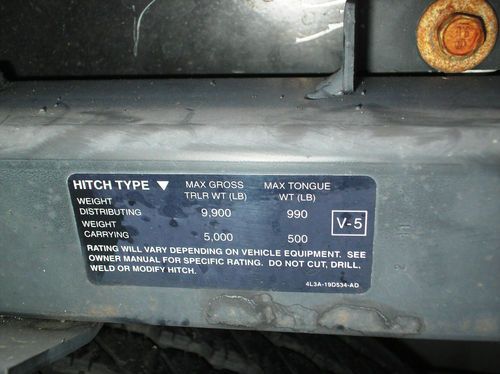 HITCH TYPE ▼ MAX GROSS TRLR WT (LB) MAX TONGUE WT (LB)
WEIGHT DISTRIBUTING 9,900 990
WEIGHT CARRYING 5,000 500
V-5
RATING WILL VARY DEPENDING ON VEHICLE EQUIPMENT. SEE
OWNER MANUAL FOR SPECIFIC RATING. DO NOT CUT, DRILL,
WELD OR MODIFY HITCH.
4L3A-19D534-AD